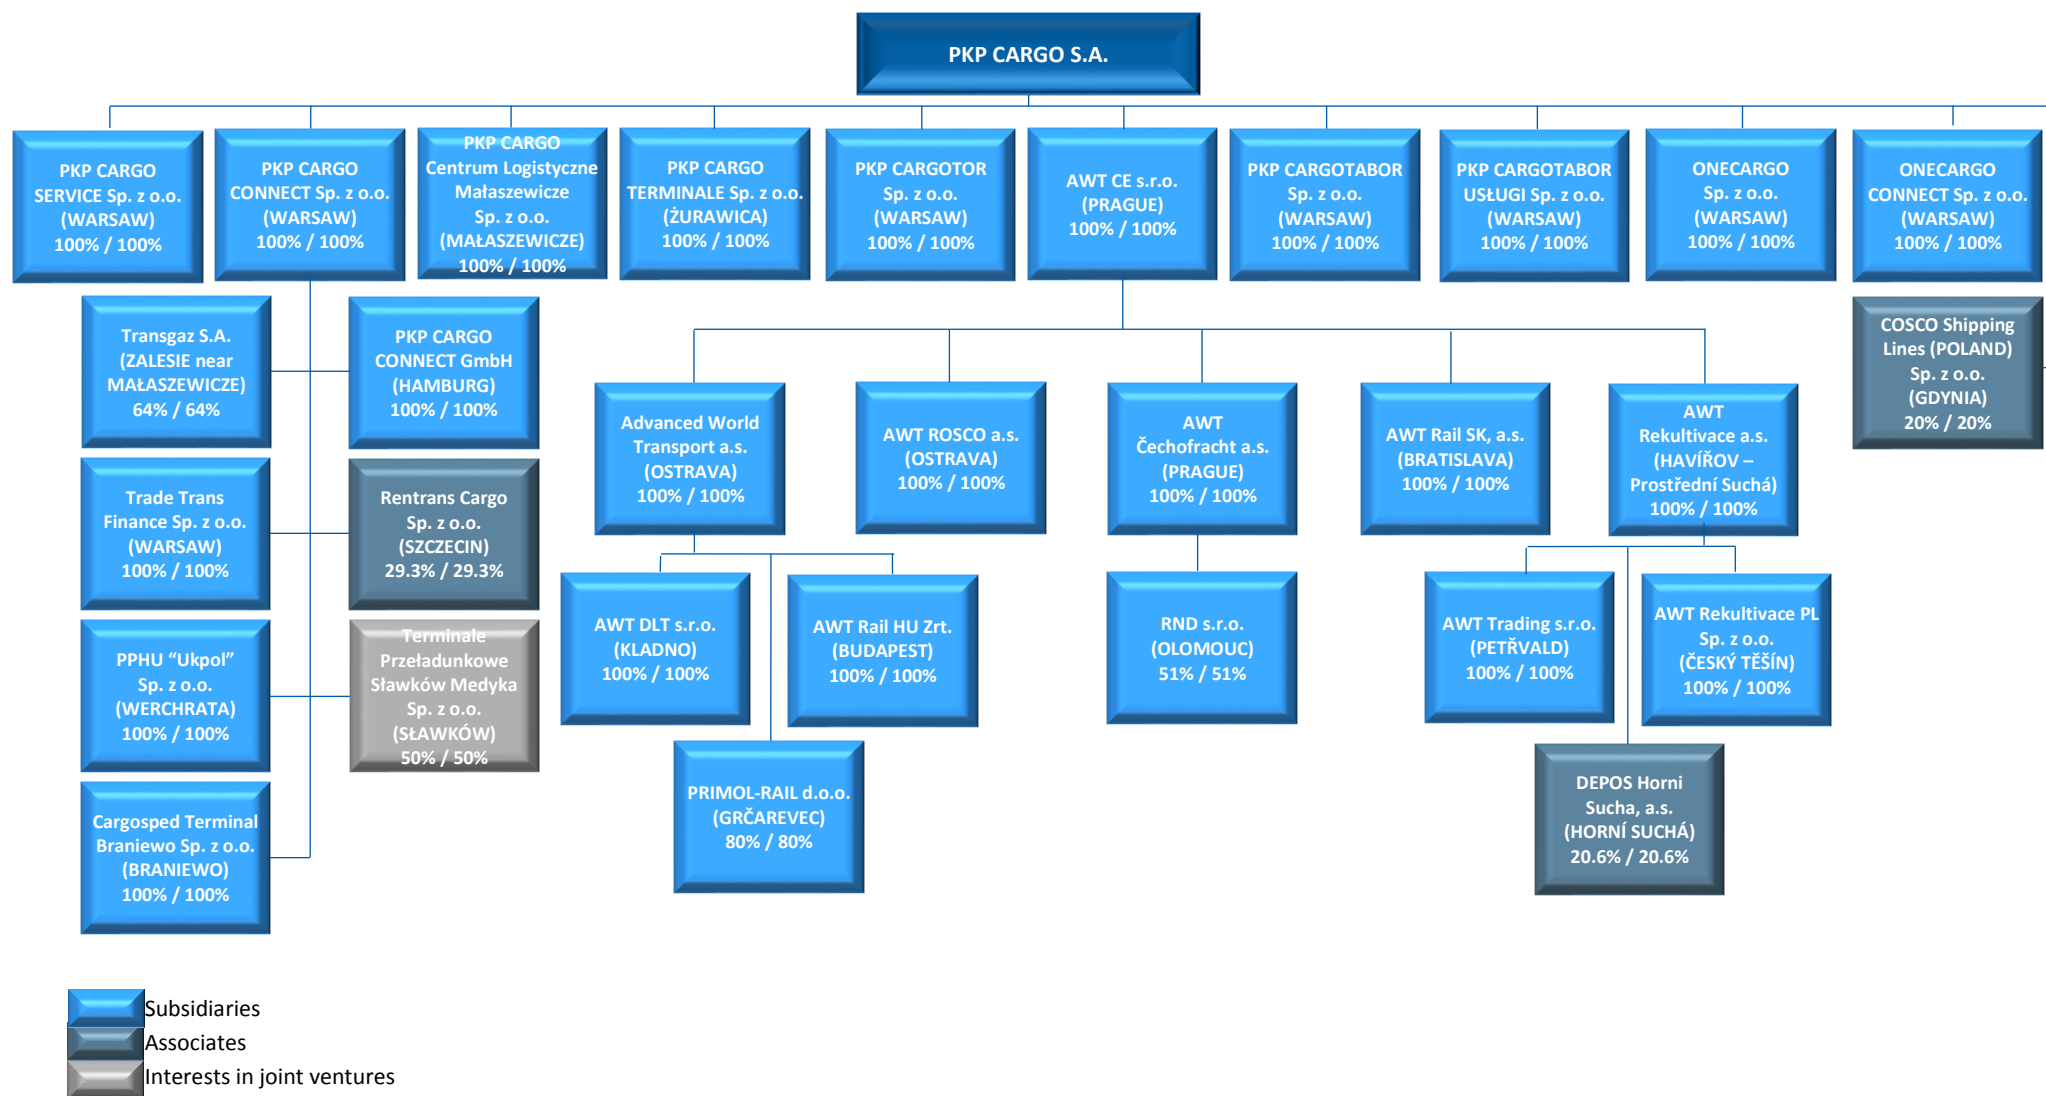 PKP CARGO S.A.
PKP CARGO
SERVICE Sp. z o.o.
(WARSAW)
100% / 100%
PKP CARGO
CONNECT Sp. z o.o.
(WARSAW)
100% / 100%
PKP CARGO
Centrum Logistyczne
Małaszewicze
Sp. z o.o.
(MAŁASZEWICZE)
100% / 100%
PKP CARGO
TERMINALE Sp. z o.o.
(ŻURAWICA)
100% / 100%
PKP CARGOTOR
Sp. z o.o.
(WARSAW)
100% / 100%
AWT CE s.r.o.
(PRAGUE)
100% / 100%
PKP CARGOTABOR
Sp. z o.o.
(WARSAW)
100% / 100%
PKP CARGOTABOR
USŁUGI Sp. z o.o.
(WARSAW)
100% / 100%
ONECARGO
Sp. z o.o.
(WARSAW)
100% / 100%
ONECARGO
CONNECT Sp. z o.o.
(WARSAW)
100% / 100%
Transgaz S.A.
(ZALESIE near
MAŁASZEWICZE)
64% / 64%
PKP CARGO
CONNECT GmbH
(HAMBURG)
100% / 100%
COSCO Shipping
Lines (POLAND)
Sp. z o.o.
(GDYNIA)
20% / 20%
Advanced World
Transport a.s.
(OSTRAVA)
100% / 100%
AWT ROSCO a.s.
(OSTRAVA)
100% / 100%
AWT
Čechofracht a.s.
(PRAGUE)
100% / 100%
AWT Rail SK, a.s.
(BRATISLAVA)
100% / 100%
AWT
Rekultivace a.s.
(HAVÍŘOV –
Prostřední Suchá)
100% / 100%
Trade Trans
Finance Sp. z o.o.
(WARSAW)
100% / 100%
Rentrans Cargo
Sp. z o.o.
(SZCZECIN)
29.3% / 29.3%
AWT DLT s.r.o.
(KLADNO)
100% / 100%
AWT Rail HU Zrt.
(BUDAPEST)
100% / 100%
RND s.r.o.
(OLOMOUC)
51% / 51%
AWT Trading s.r.o.
(PETŘVALD)
100% / 100%
AWT Rekultivace PL
Sp. z o.o.
(ČESKÝ TĚŠÍN)
100% / 100%
PPHU “Ukpol”
Sp. z o.o.
(WERCHRATA)
100% / 100%
Terminale
Przeładunkowe
Sławków Medyka
Sp. z o.o.
(SŁAWKÓW)
50% / 50%
PRIMOL-RAIL d.o.o.
(GRČAREVEC)
80% / 80%
DEPOS Horni
Sucha, a.s.
(HORNÍ SUCHÁ)
20.6% / 20.6%
Cargosped Terminal
Braniewo Sp. z o.o.
(BRANIEWO)
100% / 100%
Subsidiaries
Associates
Interests in joint ventures